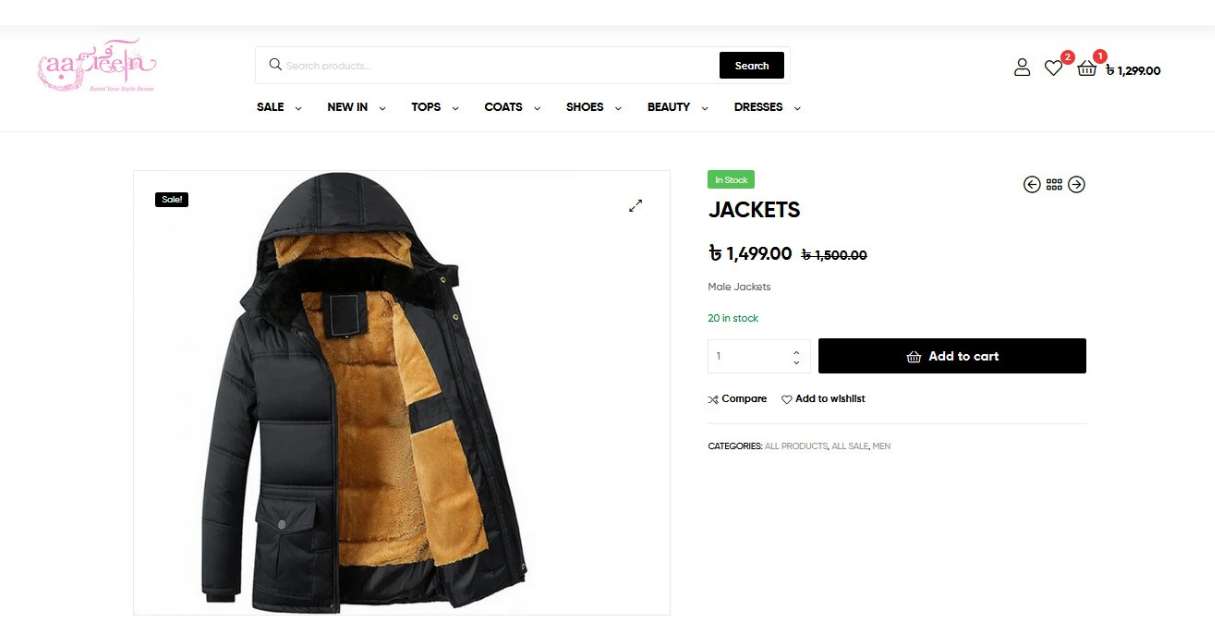 aafreen
Boost Your Style Dream
Search products...
Search
2
1
৳ 1,299.00
SALE NEW IN TOPS COATS SHOES BEAUTY DRESSES
Sale!
In Stock
JACKETS
৳ 1,499.00 ৳ 1,500.00
Male Jackets
20 in stock
1
Add to cart
Compare Add to wishlist
CATEGORIES: ALL PRODUCTS, ALL SALE, MEN